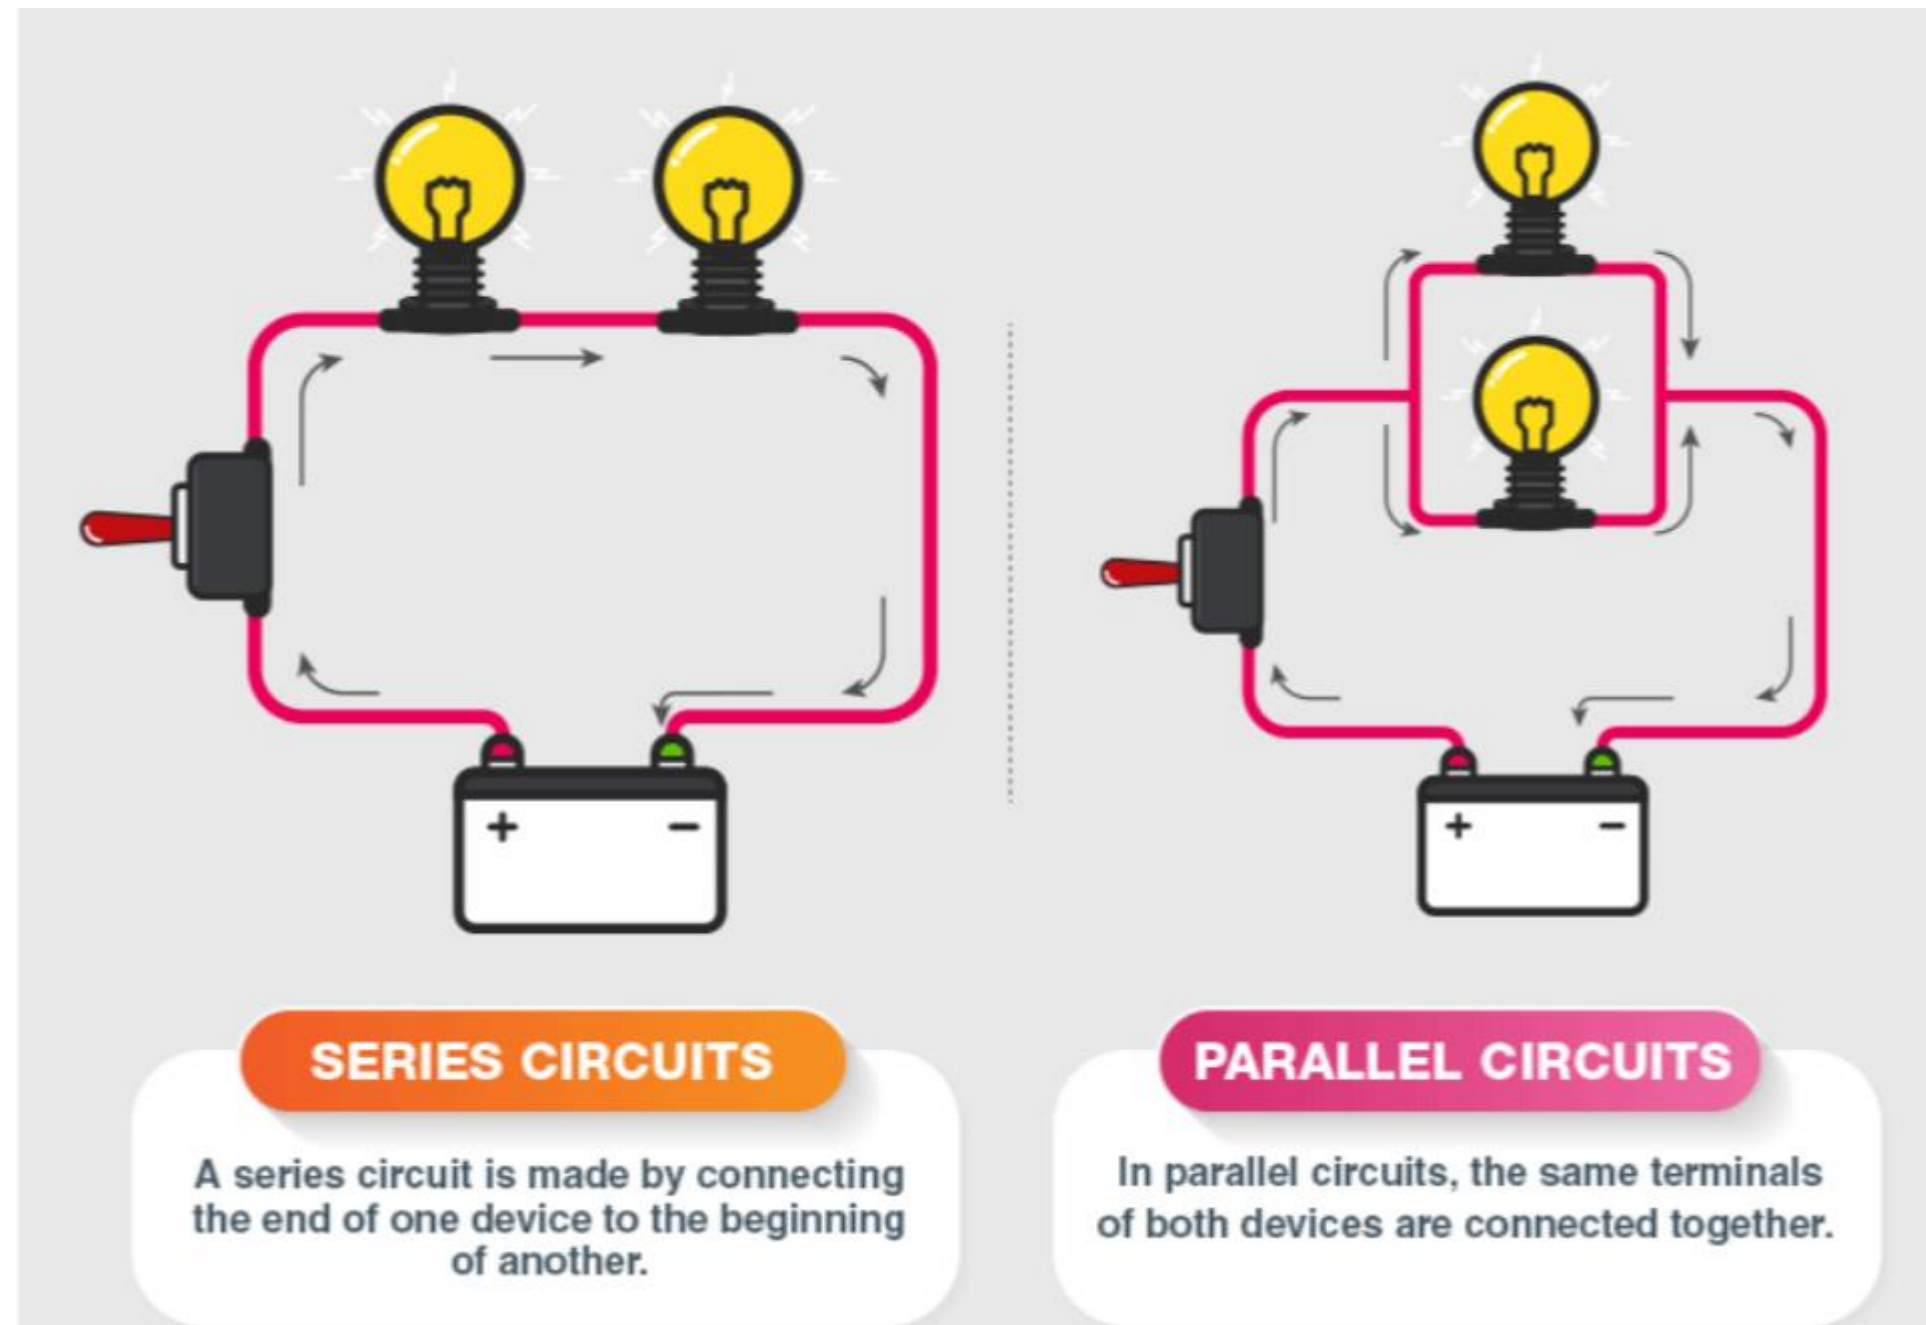 + −
+ −
SERIES CIRCUITS
A series circuit is made by connecting
the end of one device to the beginning
of another.
PARALLEL CIRCUITS
In parallel circuits, the same terminals
of both devices are connected together.